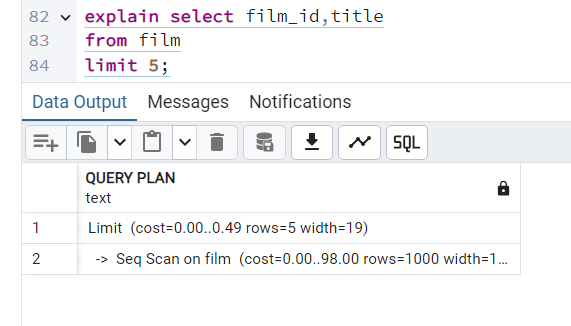 82 explain select film_id,title
83 from film
84 limit 5;
Data Output Messages Notifications
SQL
QUERY PLAN
text
1 Limit (cost=0.00..0.49 rows=5 width=19)
2 -> Seq Scan on film (cost=0.00..98.00 rows=1000 width=1...